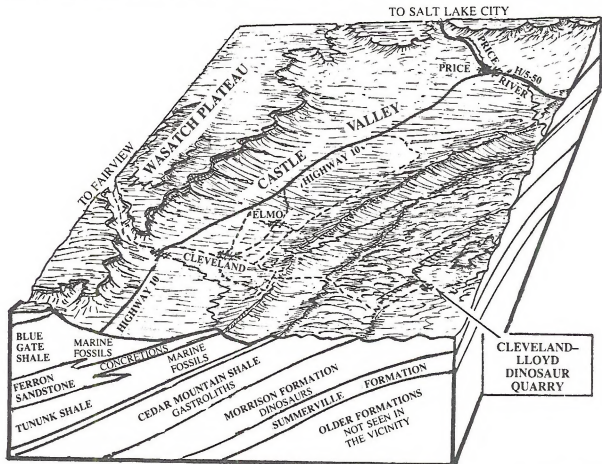 TO SALT LAKE CITY
PRICE
PRICE
RIVER
H/5-50
WASATCH PLATEAU
CASTLE VALLEY
HIGHWAY 10
TO FAIRVIEW
ELMO
CLEVELAND
HIGHWAY 10
CLEVELAND–
LLOYD
DINOSAUR
QUARRY
BLUE
GATE
SHALE
MARINE
FOSSILS
CONCRETIONS
MARINE
FOSSILS
FERRON
SANDSTONE
TUNUNK SHALE
CEDAR MOUNTAIN SHALE
GASTROLITHS
MORRISON FORMATION
DINOSAURS
SUMMERVILLE FORMATION
OLDER FORMATIONS
NOT SEEN IN
THE VICINITY